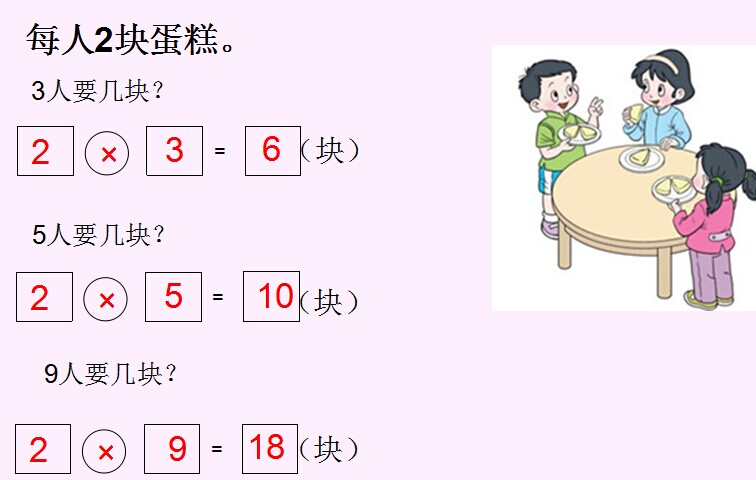 每人2块蛋糕。
3人要几块？
2 × 3 = 6（块）
5人要几块？
2 × 5 = 10（块）
9人要几块？
2 × 9 = 18（块）